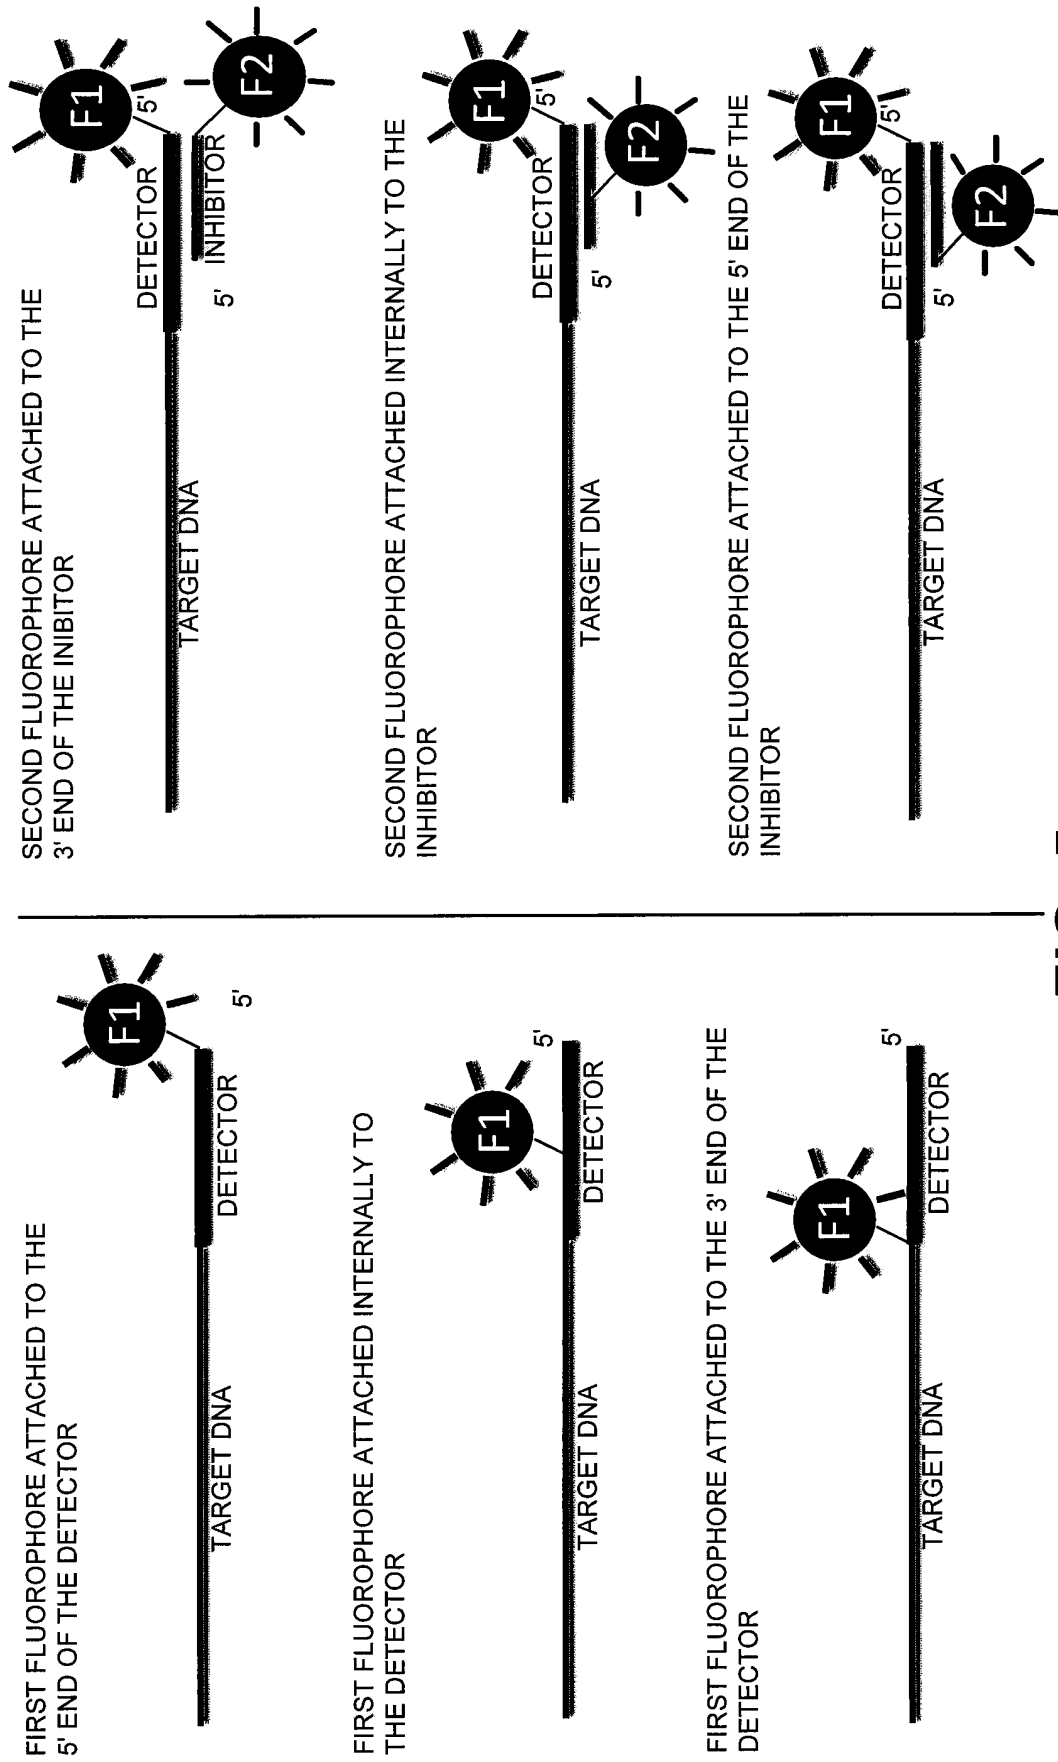 FIRST FLUOROPHORE ATTACHED TO THE
5' END OF THE DETECTOR
F1
5'
DETECTOR
TARGET DNA
FIRST FLUOROPHORE ATTACHED INTERNALLY TO
THE DETECTOR
F1
5'
DETECTOR
TARGET DNA
FIRST FLUOROPHORE ATTACHED TO THE 3' END OF THE
DETECTOR
F1
5'
DETECTOR
TARGET DNA
SECOND FLUOROPHORE ATTACHED TO THE
3' END OF THE INIBITOR
F1
5'
DETECTOR
F2
INHIBITOR
5'
TARGET DNA
SECOND FLUOROPHORE ATTACHED INTERNALLY TO THE
INHIBITOR
F1
5'
DETECTOR
F2
5'
TARGET DNA
SECOND FLUOROPHORE ATTACHED TO THE 5' END OF THE
INHIBITOR
F1
5'
DETECTOR
F2
5'
TARGET DNA